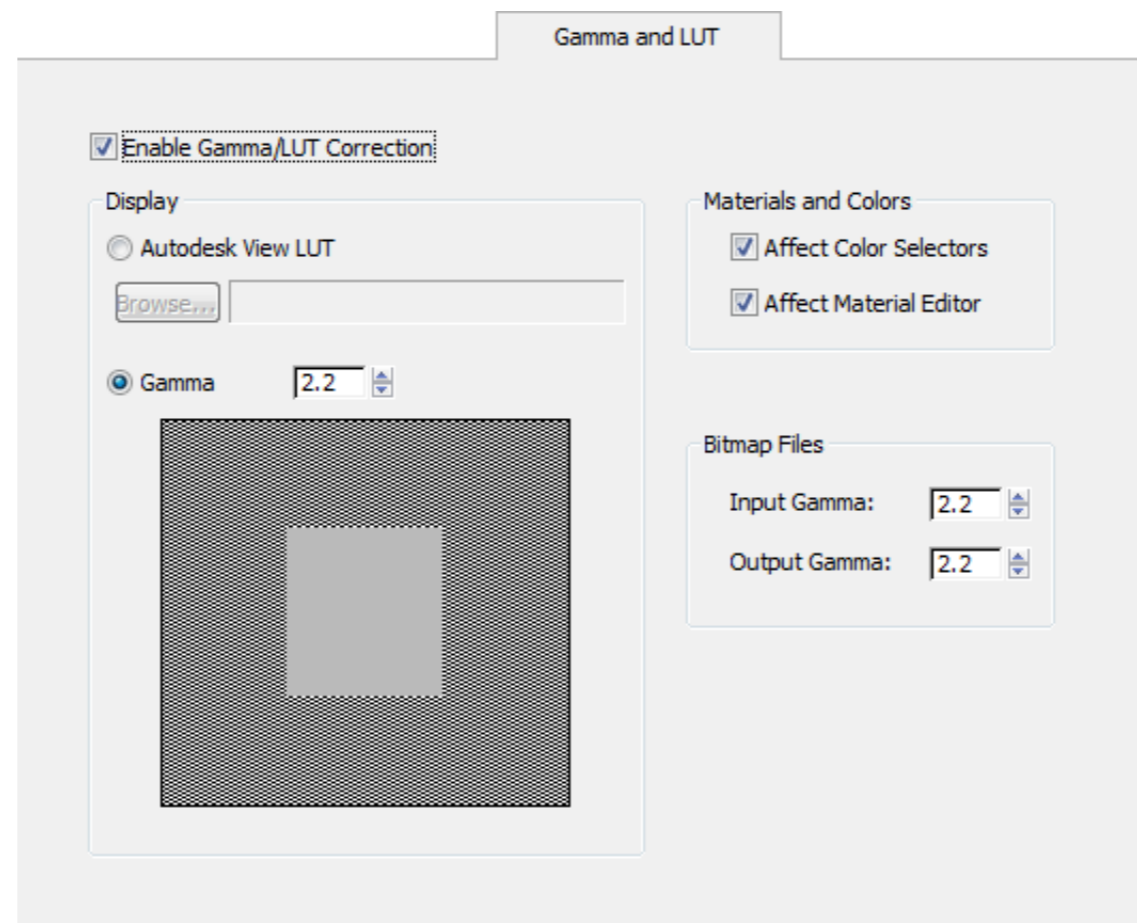 Gamma and LUT
Enable Gamma/LUT Correction
Display
Autodesk View LUT
Browse...
Gamma 2.2
Materials and Colors
Affect Color Selectors
Affect Material Editor
Bitmap Files
Input Gamma: 2.2
Output Gamma: 2.2